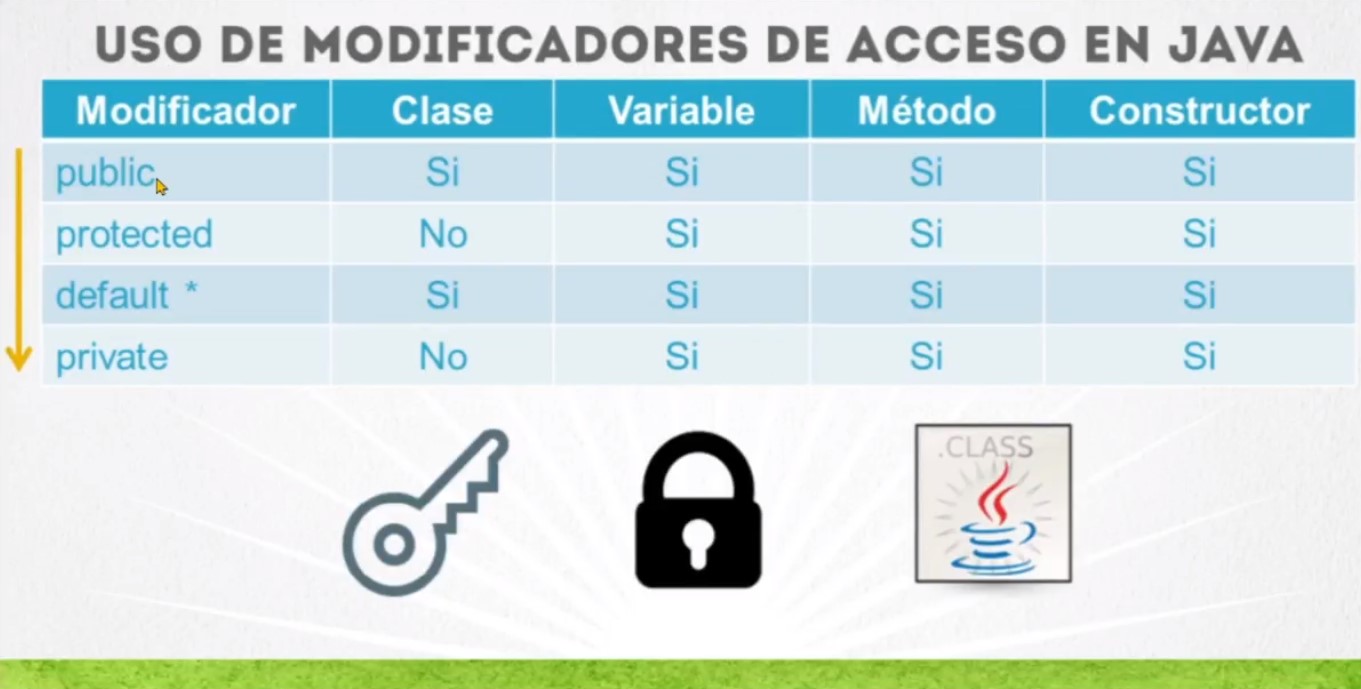 USO DE MODIFICADORES DE ACCESO EN JAVA
Modificador Clase Variable Método Constructor
public Si Si Si Si
protected No Si Si Si
default * Si Si Si Si
private No Si Si Si
.CLASS